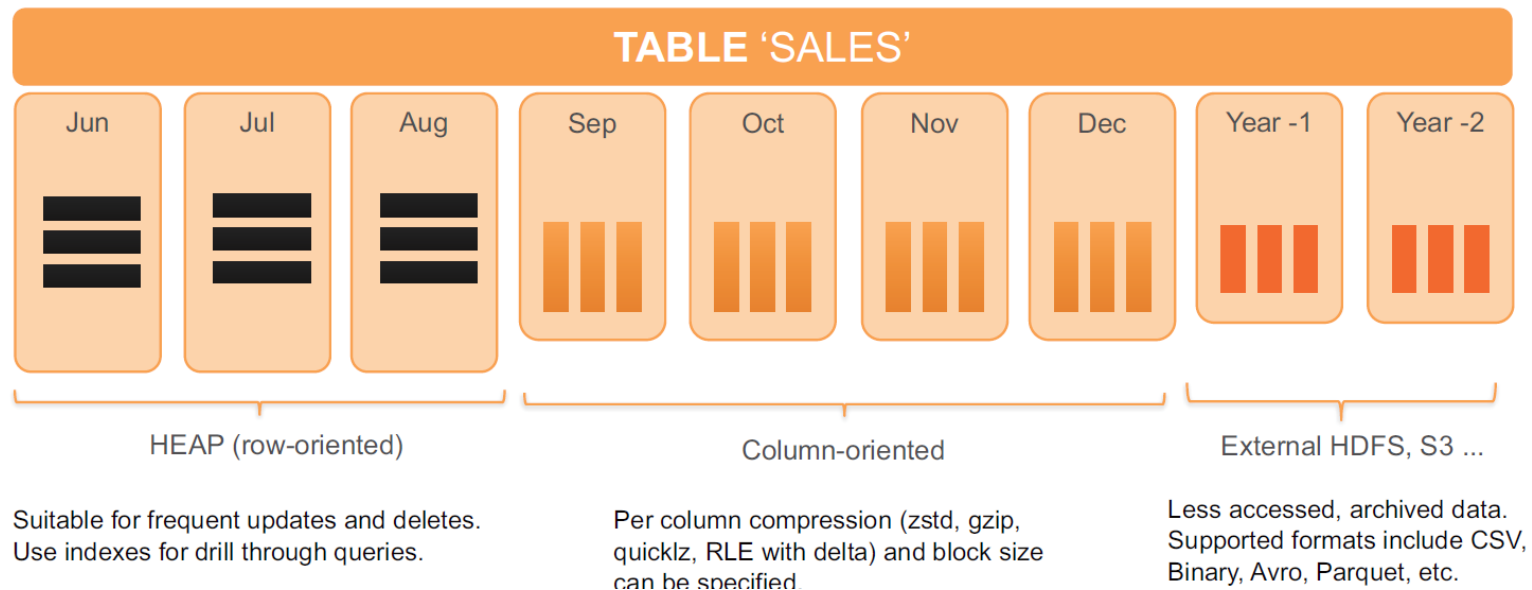 TABLE ‘SALES’
Jun
Jul
Aug
Sep
Oct
Nov
Dec
Year -1
Year -2
HEAP (row-oriented)
Column-oriented
External HDFS, S3 ...
Suitable for frequent updates and deletes.
Use indexes for drill through queries.
Per column compression (zstd, gzip,
quicklz, RLE with delta) and block size
can be specified.
Less accessed, archived data.
Supported formats include CSV,
Binary, Avro, Parquet, etc.